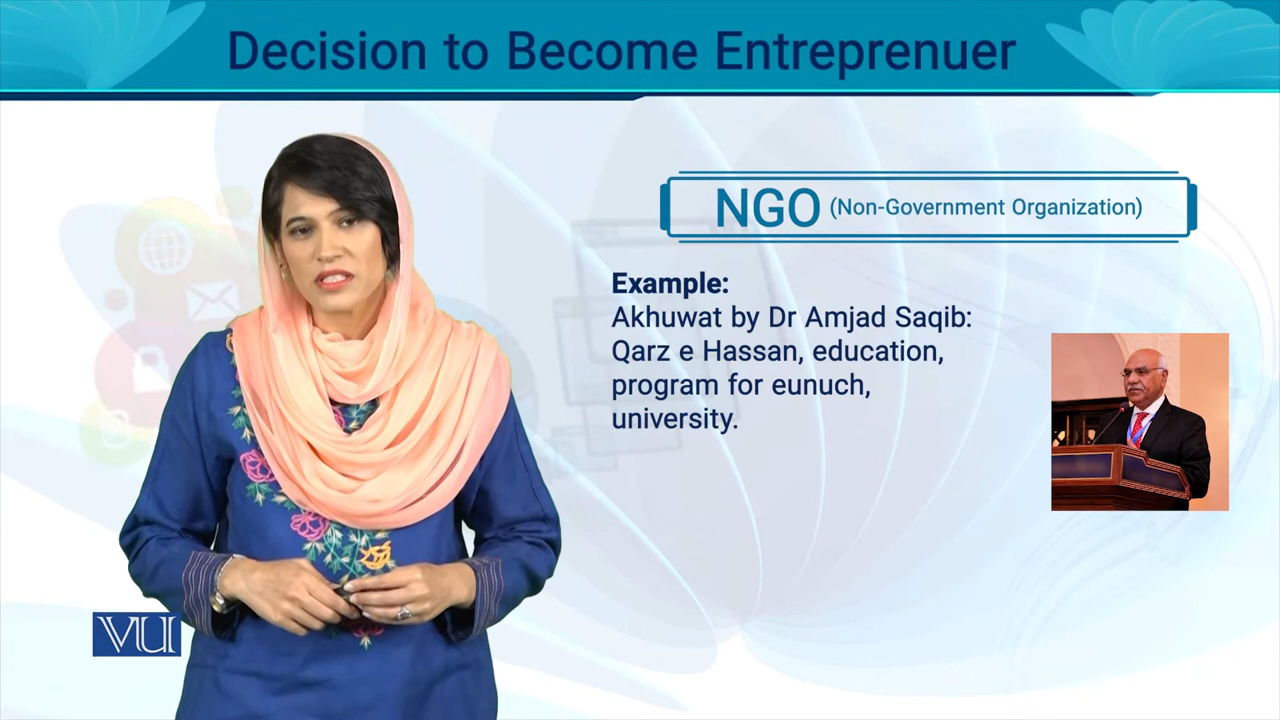 Decision to Become Entreprenuer
NGO (Non-Government Organization)
Example:
Akhuwat by Dr Amjad Saqib:
Qarz e Hassan, education,
program for eunuch,
university.
VU